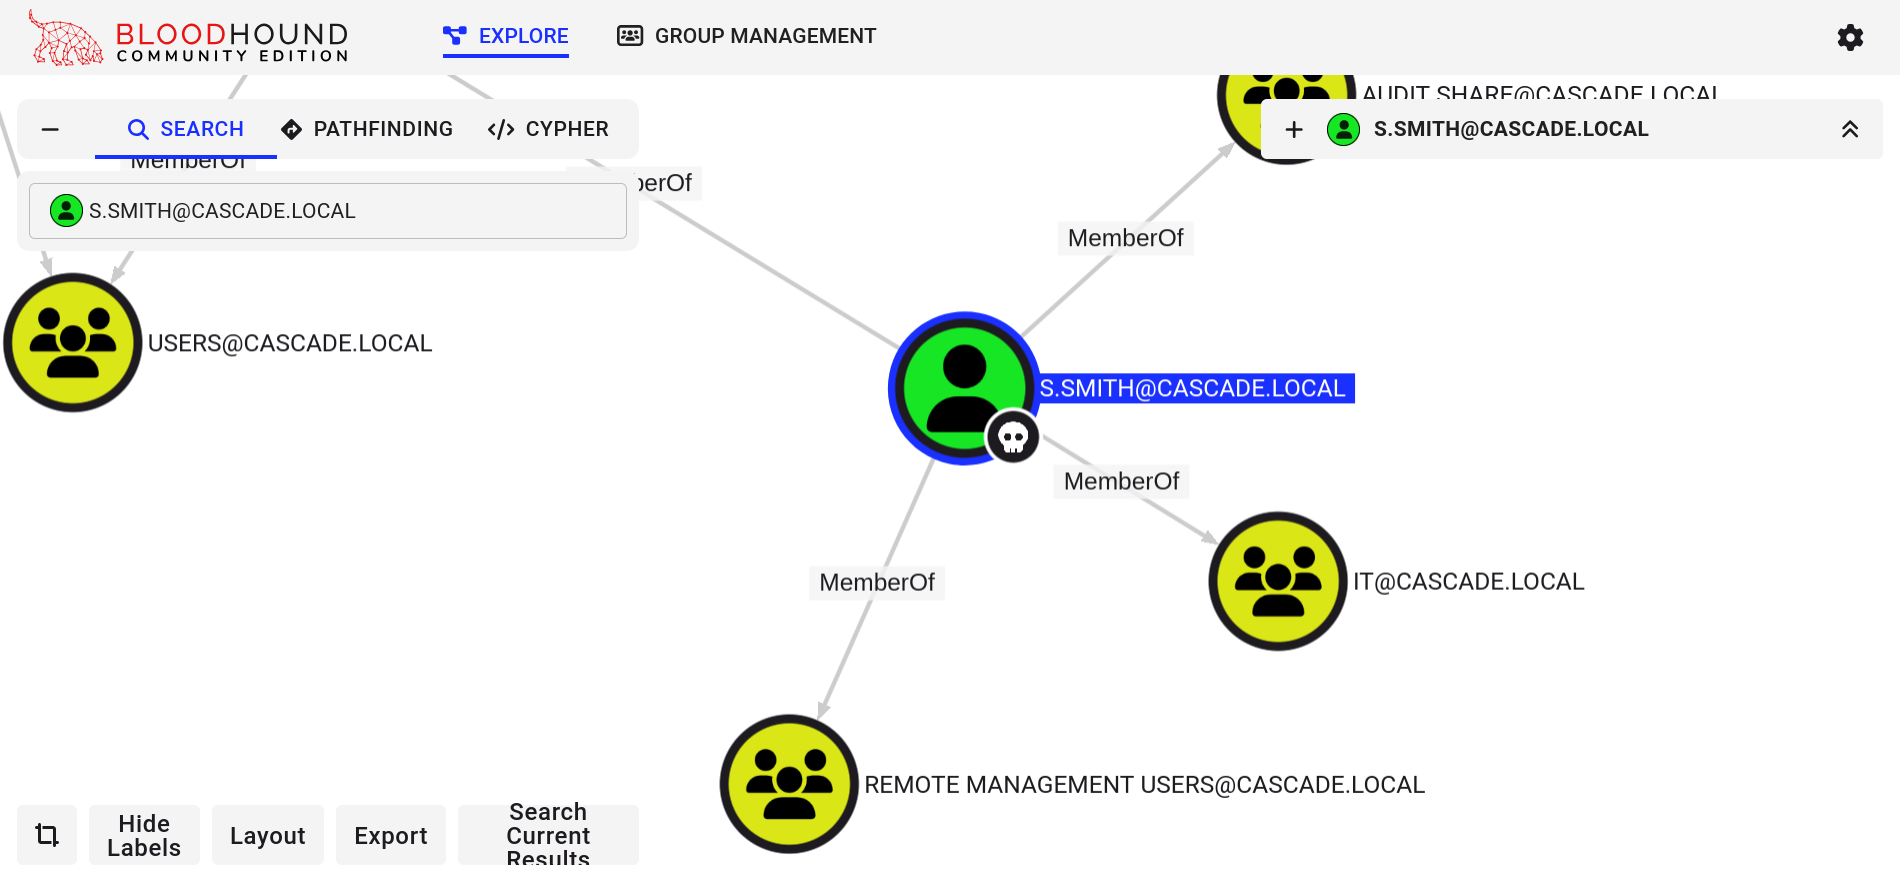 BLOODHOUND
COMMUNITY EDITION
EXPLORE
GROUP MANAGEMENT
AUDIT SHARE@CASCADE.LOCAL
SEARCH
PATHFINDING
CYPHER
S.SMITH@CASCADE.LOCAL
MemberOf
berOf
S.SMITH@CASCADE.LOCAL
MemberOf
USERS@CASCADE.LOCAL
S.SMITH@CASCADE.LOCAL
MemberOf
IT@CASCADE.LOCAL
MemberOf
REMOTE MANAGEMENT USERS@CASCADE.LOCAL
Hide
Labels
Layout
Export
Search
Current
Results